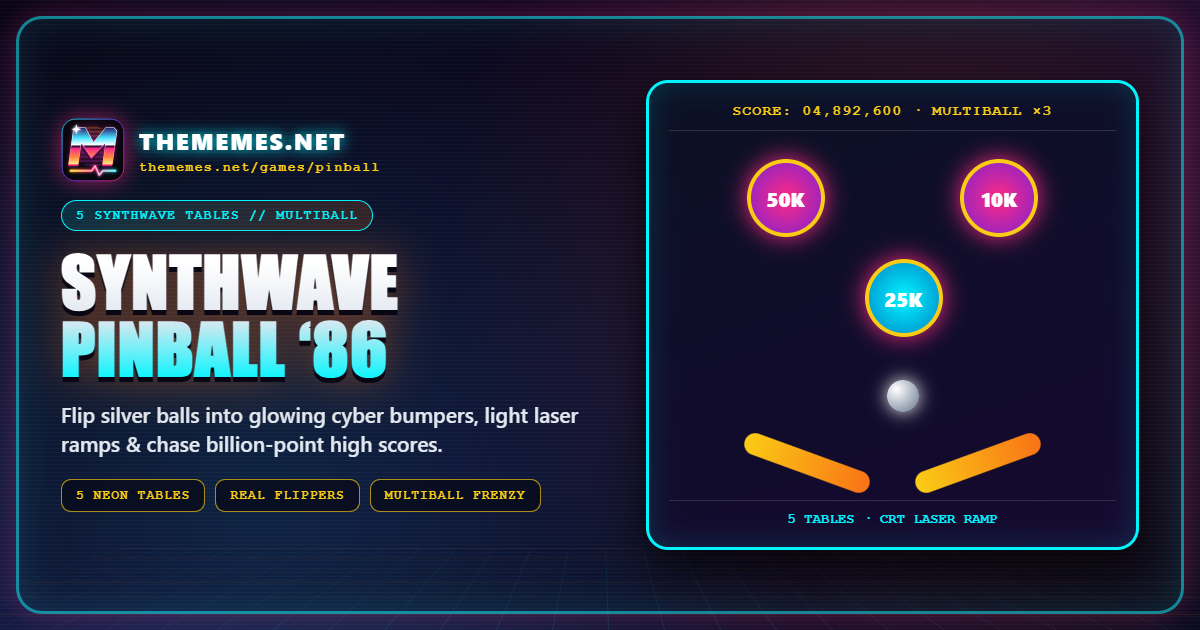 THEMEMES.NET
thememes.net/games/pinball
5 SYNTHWAVE TABLES // MULTIBALL
SYNTHWAVE
PINBALL ‘86
Flip silver balls into glowing cyber bumpers, light laser
ramps & chase billion-point high scores.
5 NEON TABLES
REAL FLIPPERS
MULTIBALL FRENZY
SCORE: 04,892,600 · MULTIBALL ×3
50K
10K
25K
5 TABLES · CRT LASER RAMP